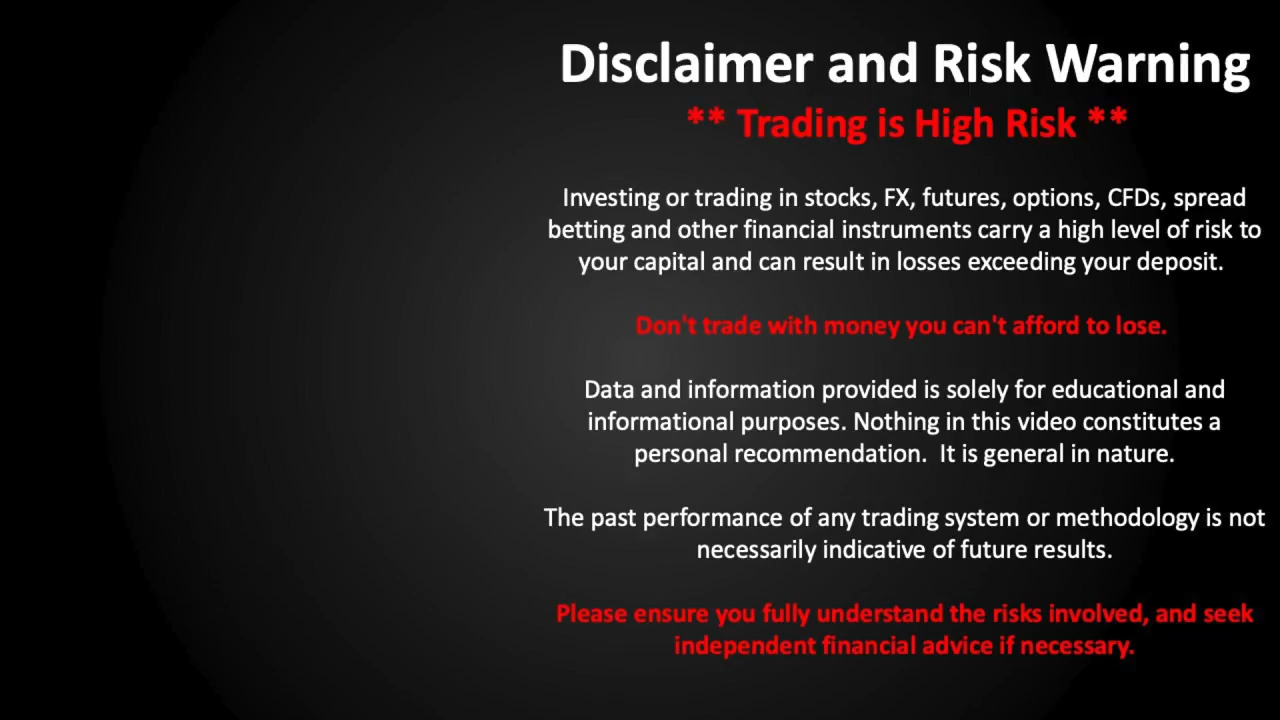 Disclaimer and Risk Warning
** Trading is High Risk **
Investing or trading in stocks, FX, futures, options, CFDs, spread
betting and other financial instruments carry a high level of risk to
your capital and can result in losses exceeding your deposit.
Don't trade with money you can't afford to lose.
Data and information provided is solely for educational and
informational purposes. Nothing in this video constitutes a
personal recommendation.  It is general in nature.
The past performance of any trading system or methodology is not
necessarily indicative of future results.
Please ensure you fully understand the risks involved, and seek
independent financial advice if necessary.